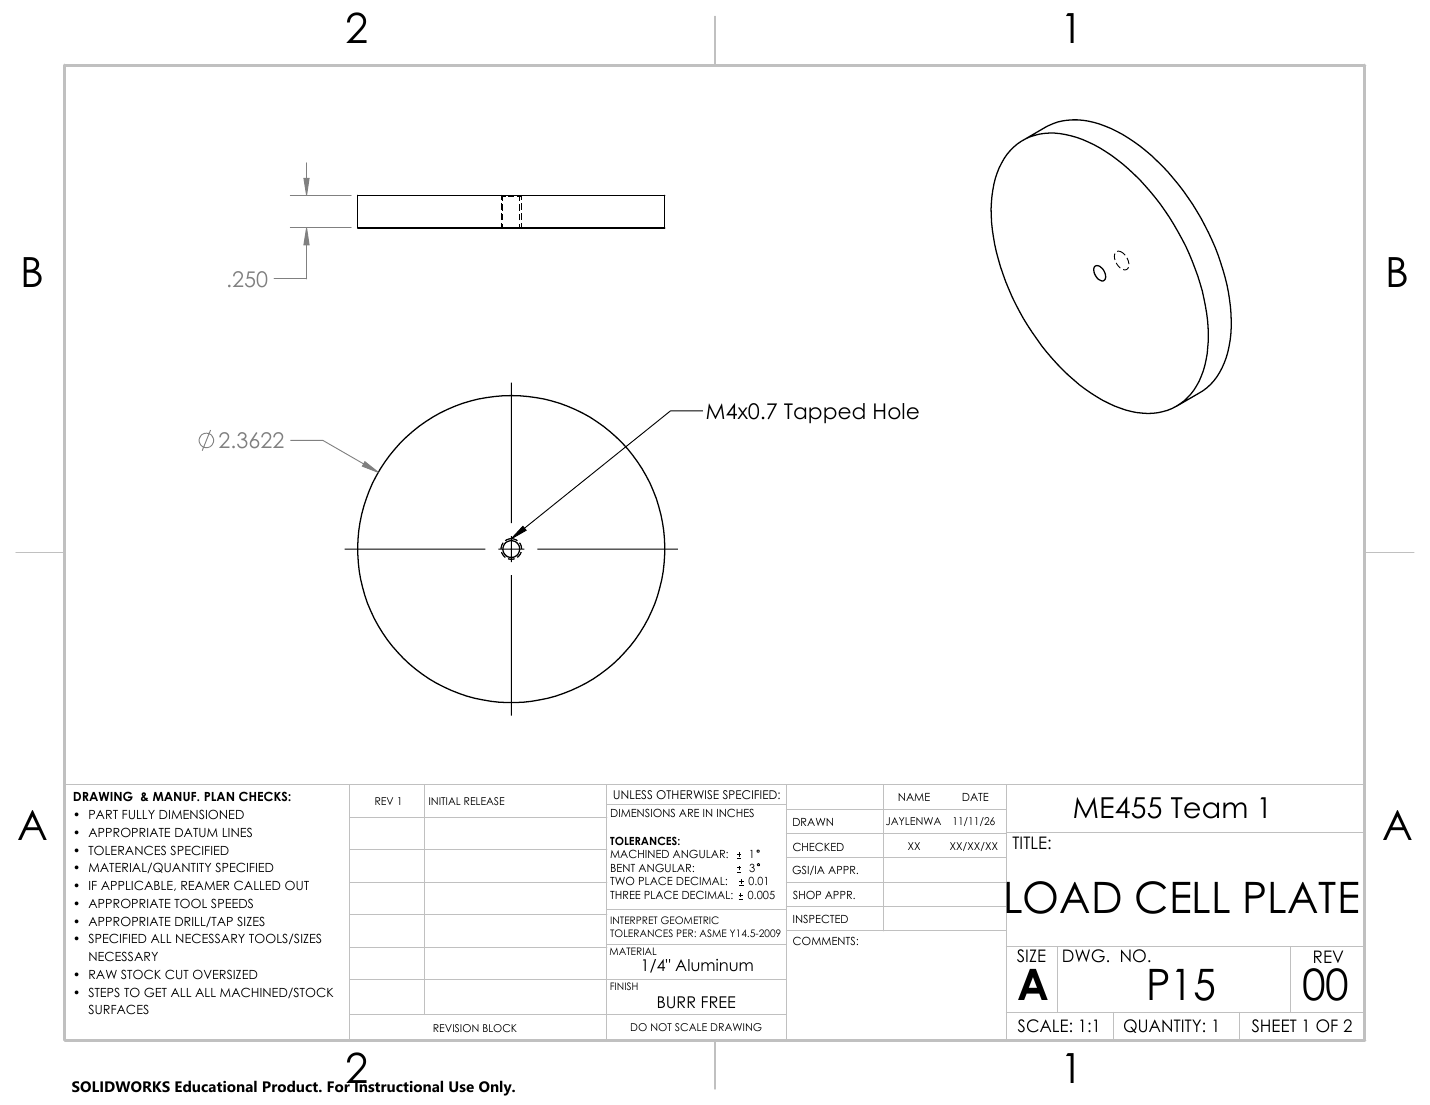 2
1
B
B
.250
M4x0.7 Tapped Hole
∅2.3622
A
A
DRAWING & MANUF. PLAN CHECKS:
• PART FULLY DIMENSIONED
• APPROPRIATE DATUM LINES
• TOLERANCES SPECIFIED
• MATERIAL/QUANTITY SPECIFIED
• IF APPLICABLE, REAMER CALLED OUT
• APPROPRIATE TOOL SPEEDS
• APPROPRIATE DRILL/TAP SIZES
• SPECIFIED ALL NECESSARY TOOLS/SIZES
NECESSARY
• RAW STOCK CUT OVERSIZED
• STEPS TO GET ALL ALL MACHINED/STOCK
SURFACES
REV 1 INITIAL RELEASE
REVISION BLOCK
UNLESS OTHERWISE SPECIFIED:
DIMENSIONS ARE IN INCHES
TOLERANCES:
MACHINED ANGULAR: ± 1°
BENT ANGULAR: ± 3°
TWO PLACE DECIMAL: ± 0.01
THREE PLACE DECIMAL: ± 0.005
INTERPRET GEOMETRIC
TOLERANCES PER: ASME Y14.5-2009
MATERIAL
1/4" Aluminum
FINISH
BURR FREE
DO NOT SCALE DRAWING
NAME DATE
DRAWN JAYLENWA 11/11/26
CHECKED XX XX/XX/XX
GSI/IA APPR.
SHOP APPR.
INSPECTED
COMMENTS:
ME455 Team 1
TITLE:
LOAD CELL PLATE
SIZE DWG. NO. REV
A P15 00
SCALE: 1:1 QUANTITY: 1 SHEET 1 OF 2
2
1
SOLIDWORKS Educational Product. For Instructional Use Only.